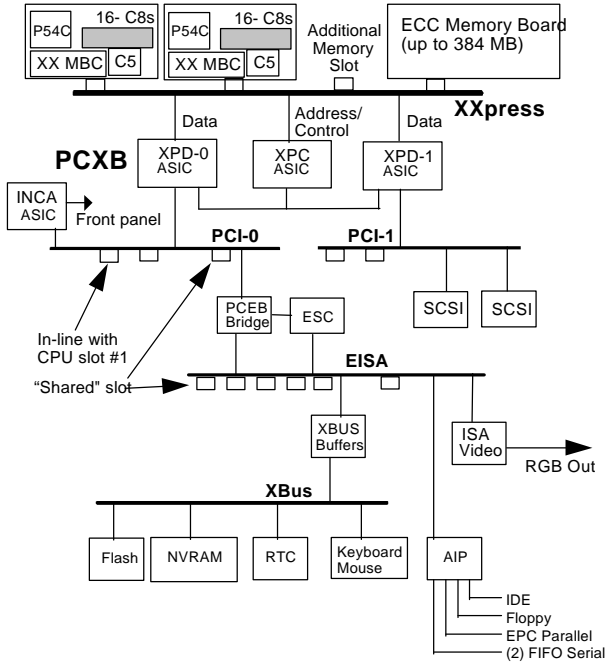 16- C8s
P54C
XX MBC
C5
16- C8s
P54C
XX MBC
C5
Additional
Memory
Slot
ECC Memory Board
(up to 384 MB)
XXpress
Data
Address/
Control
Data
PCXB
XPD-0
ASIC
XPC
ASIC
XPD-1
ASIC
INCA
ASIC
Front panel
PCI-0
PCI-1
PCEB
Bridge
ESC
SCSI
SCSI
In-line with
CPU slot #1
“Shared" slot
EISA
XBUS
Buffers
ISA
Video
RGB Out
XBus
Flash
NVRAM
RTC
Keyboard
Mouse
AIP
IDE
Floppy
EPC Parallel
(2) FIFO Serial